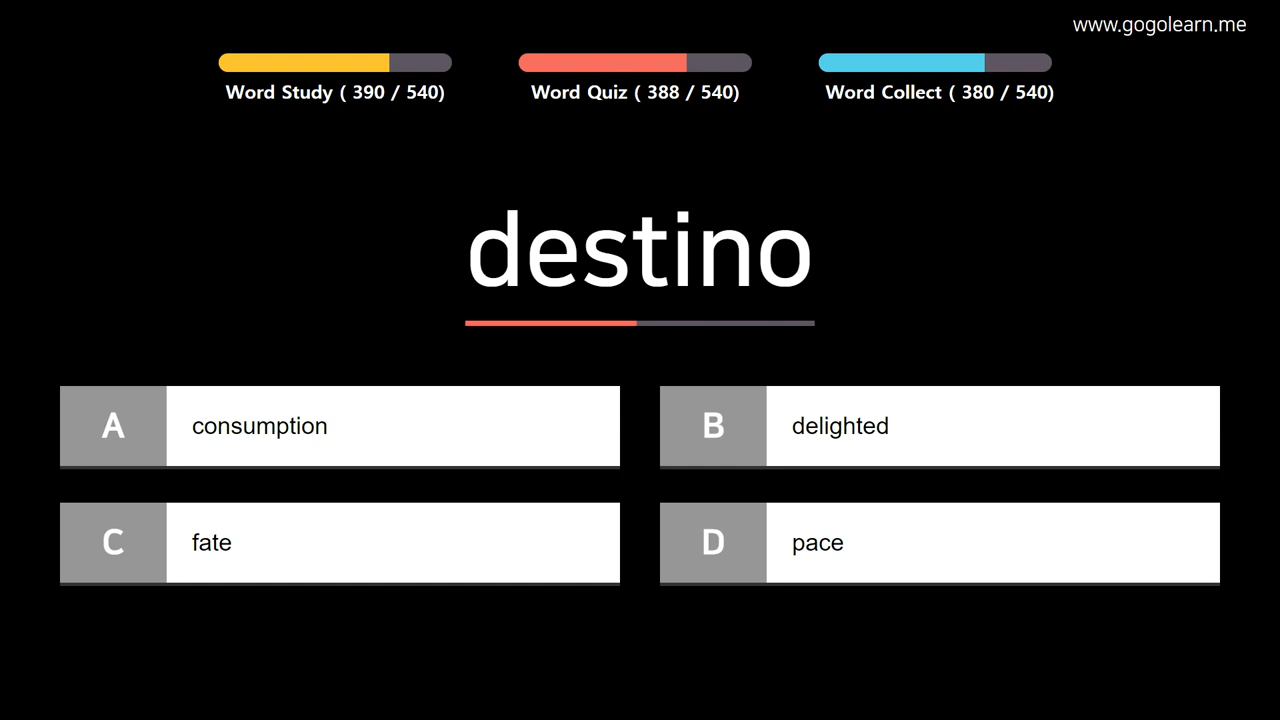 www.gogolearn.me
Word Study ( 390 / 540)
Word Quiz ( 388 / 540)
Word Collect ( 380 / 540)
destino
A consumption
B delighted
C fate
D pace